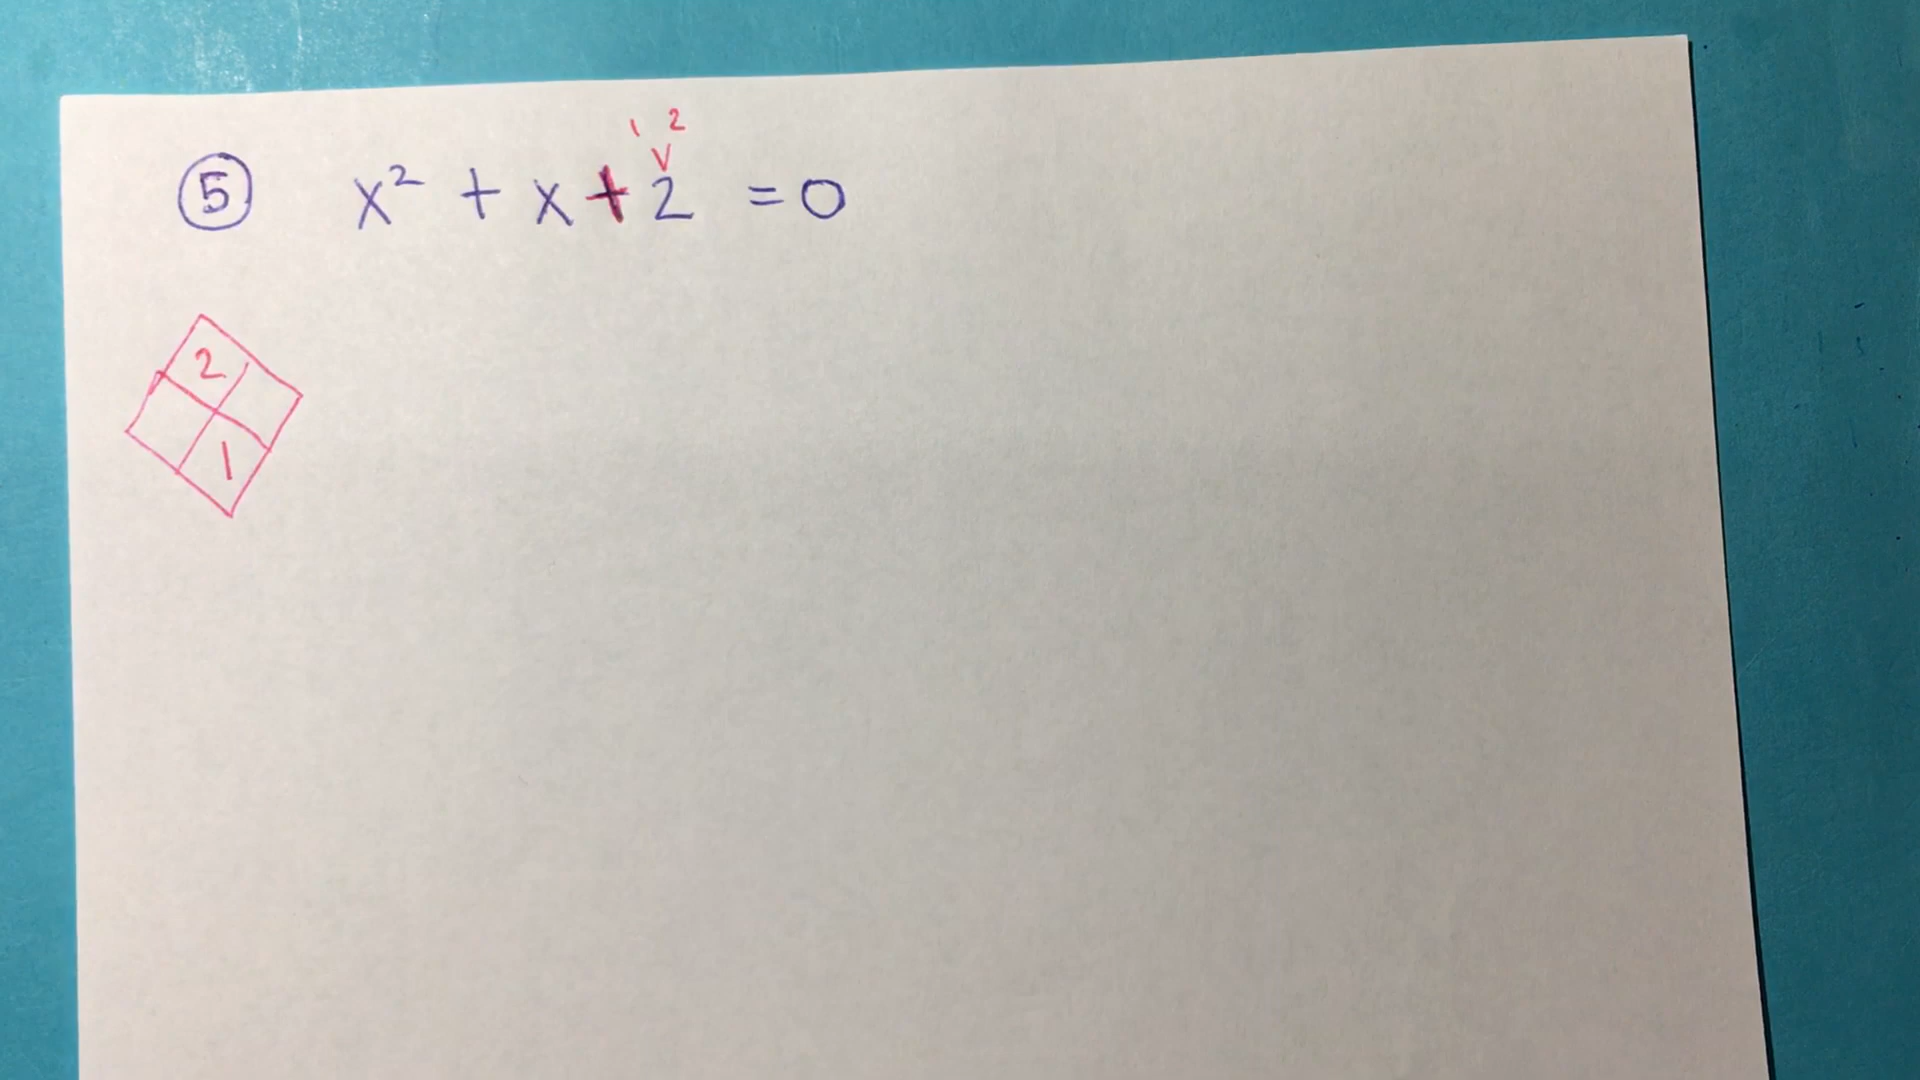 1 2
V
⑤ x² + x + 2 = 0
2
1